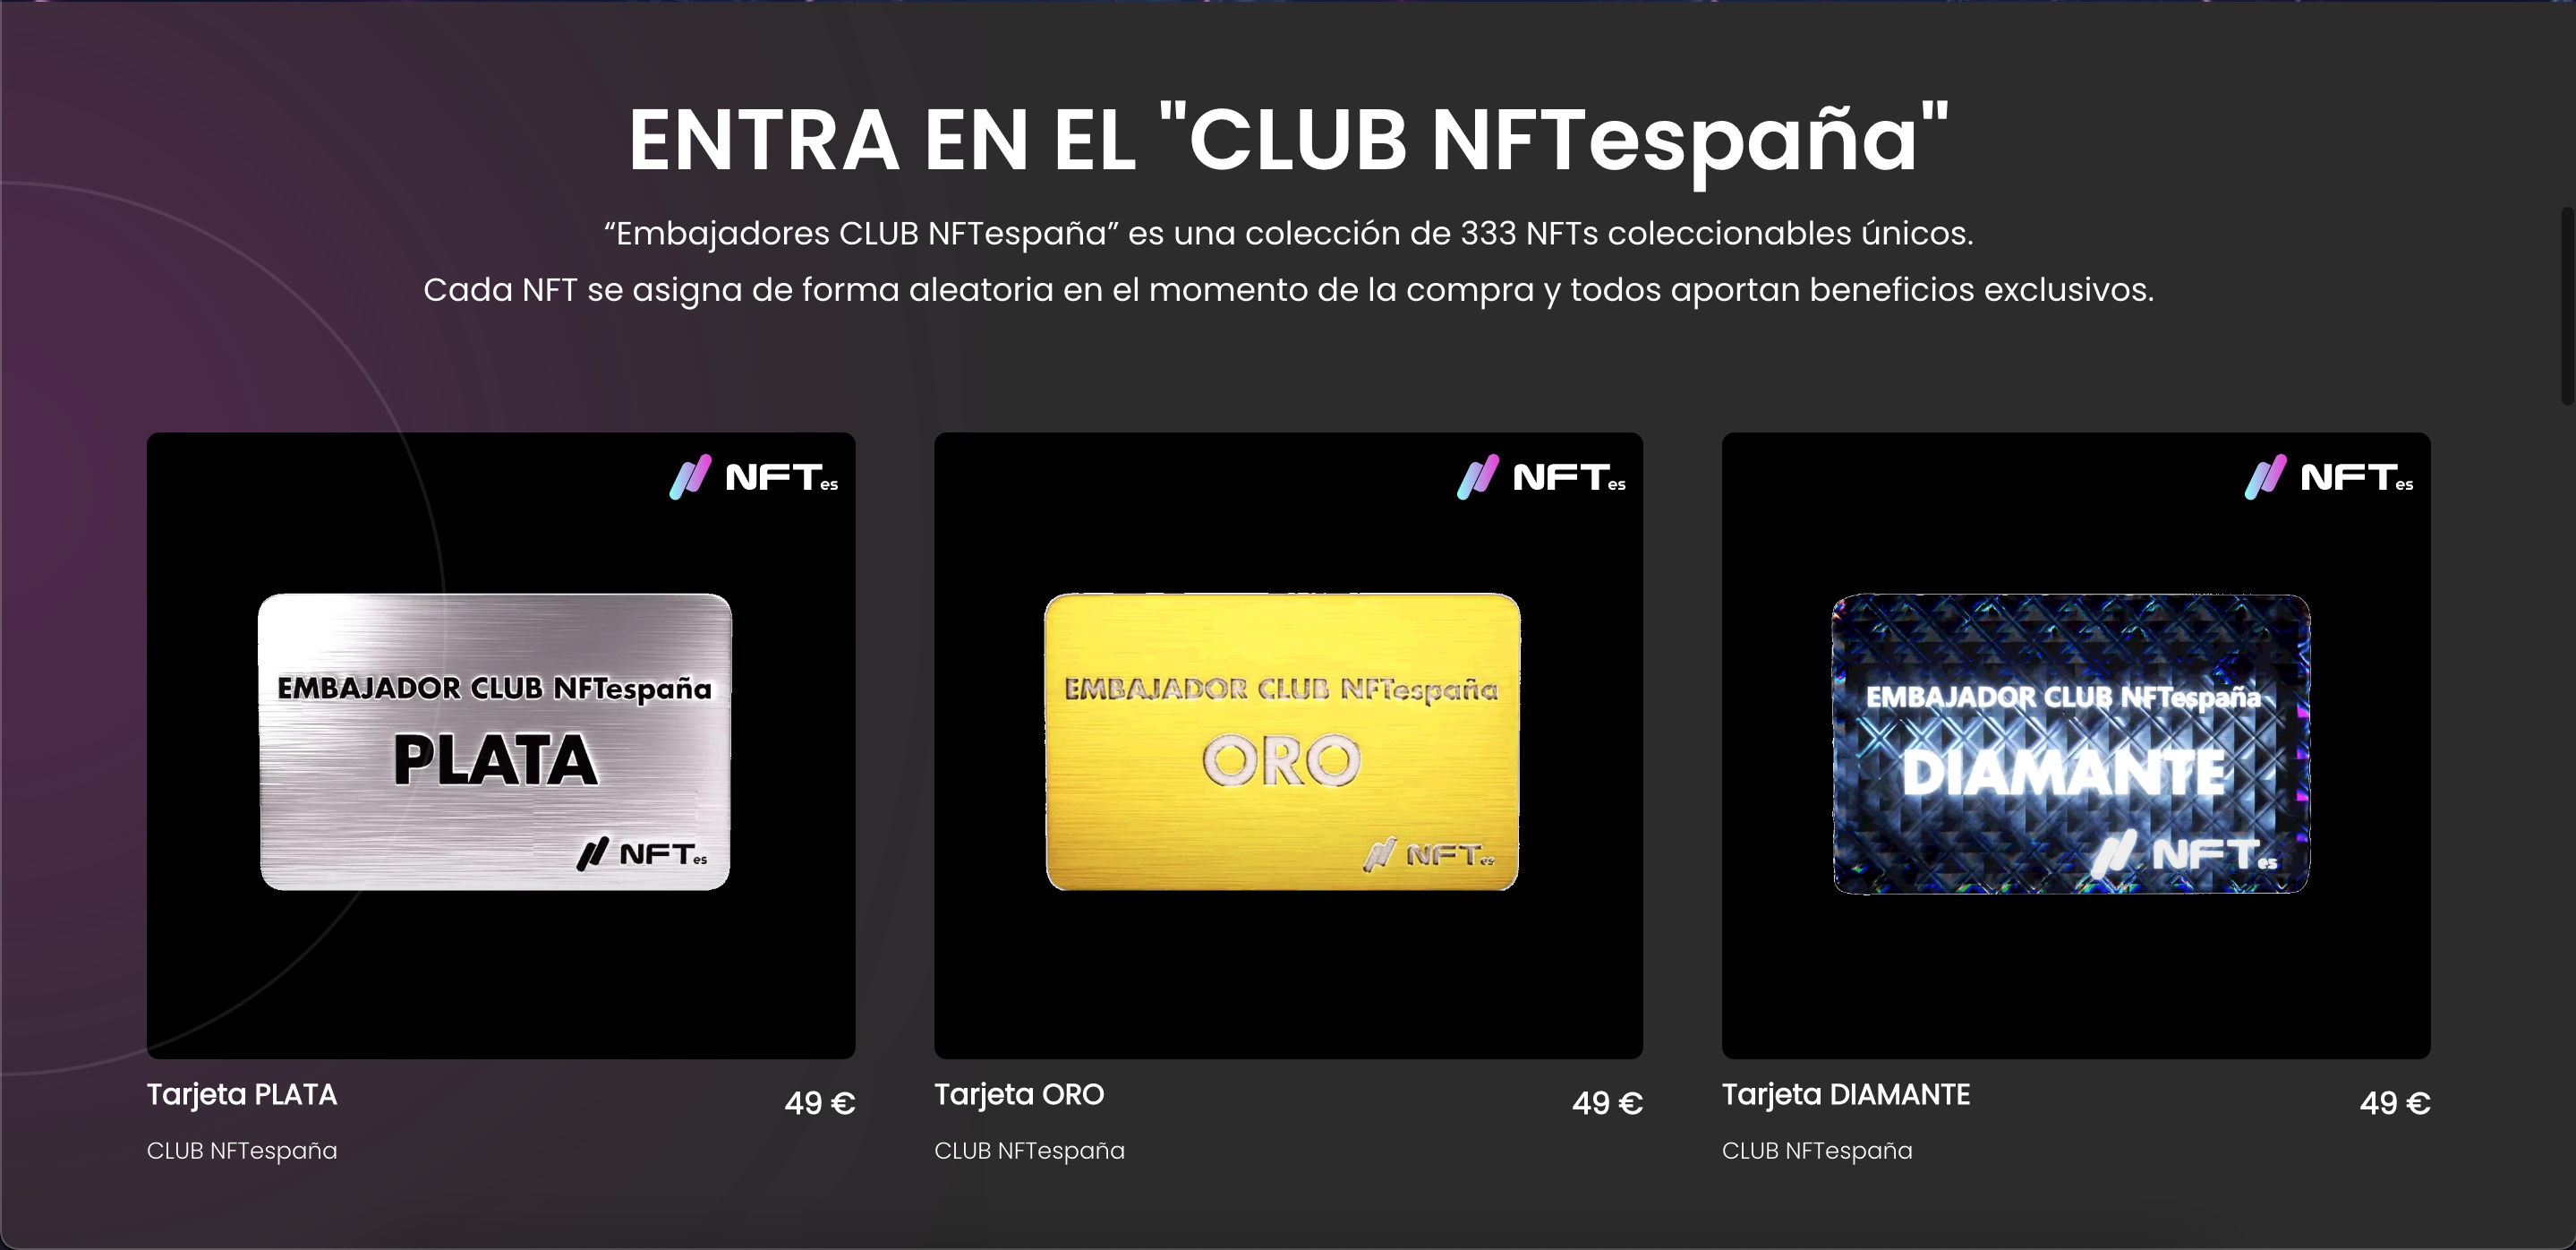 ENTRA EN EL "CLUB NFTespaña"
“Embajadores CLUB NFTespaña” es una colección de 333 NFTs coleccionables únicos.
Cada NFT se asigna de forma aleatoria en el momento de la compra y todos aportan beneficios exclusivos.
NFTes
EMBAJADOR CLUB NFTespaña
PLATA
NFTes
Tarjeta PLATA
49 €
CLUB NFTespaña
NFTes
EMBAJADOR CLUB NFTespaña
ORO
NFTes
Tarjeta ORO
49 €
CLUB NFTespaña
NFTes
EMBAJADOR CLUB NFTespaña
DIAMANTE
NFTes
Tarjeta DIAMANTE
49 €
CLUB NFTespaña